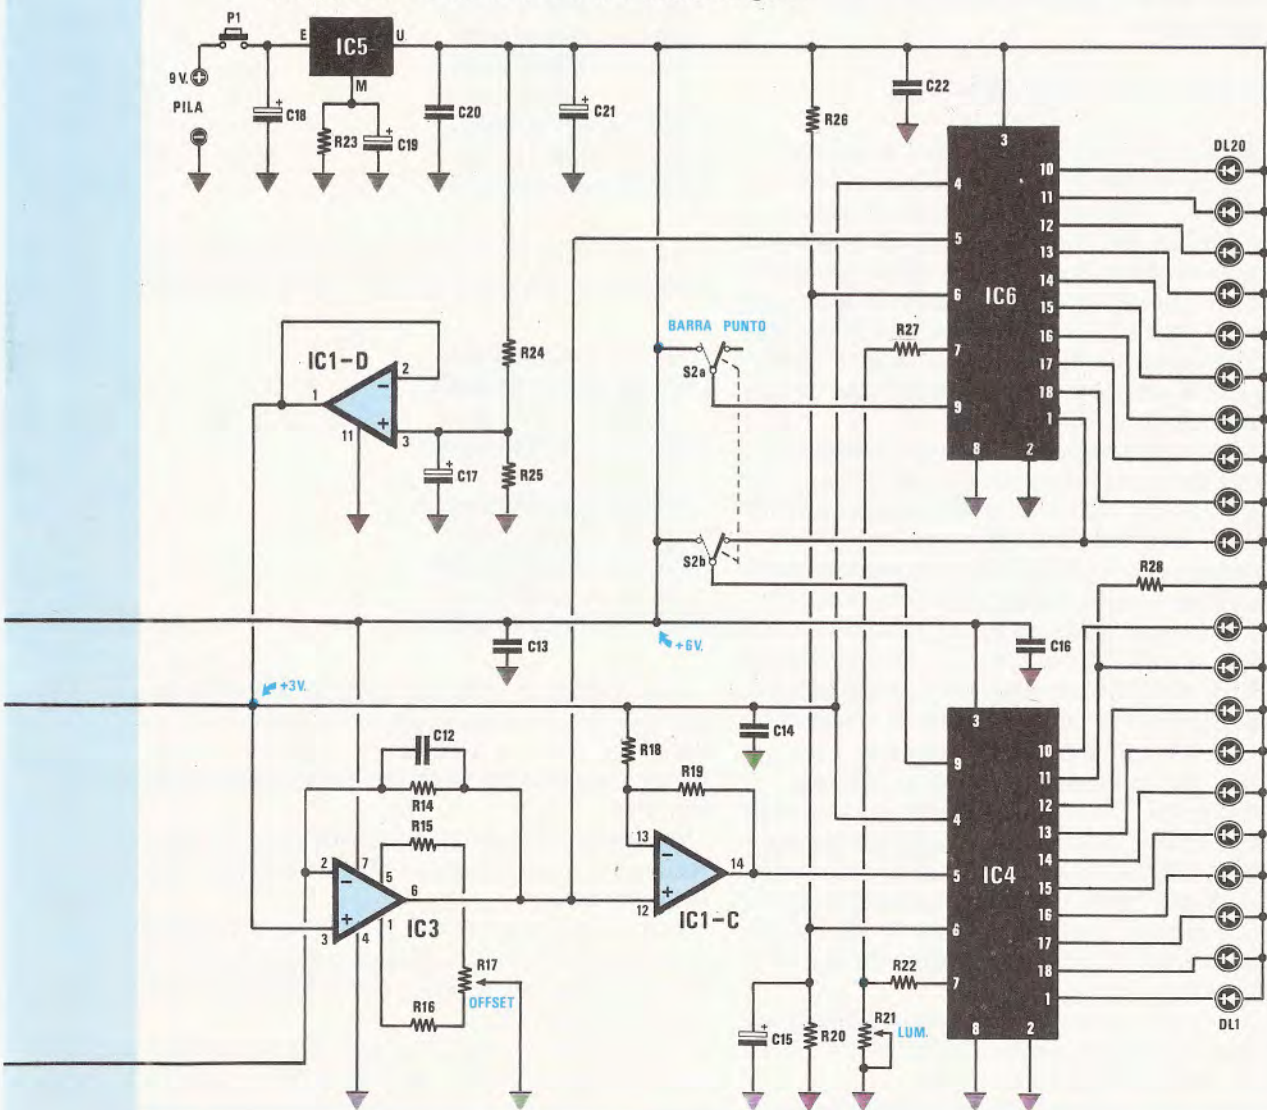 P1
E
IC5
U
9 V.
PILA
M
C18
R23
C19
C20
C21
R26
C22
3
4
5
6
7
9
8
2
IC6
10
11
12
13
14
15
16
17
18
1
DL20
R27
BARRA PUNTO
S2a
S2b
IC1-D
1
2
3
11
R24
C17
R25
R28
C13
+6V.
C16
+3V.
C12
R14
R15
R18
R19
C14
2
3
7
5
6
1
4
IC3
R17
OFFSET
R16
13
12
14
IC1-C
3
9
4
5
6
7
8
2
IC4
10
11
12
13
14
15
16
17
18
1
R22
R21
LUM.
C15
R20
DL1